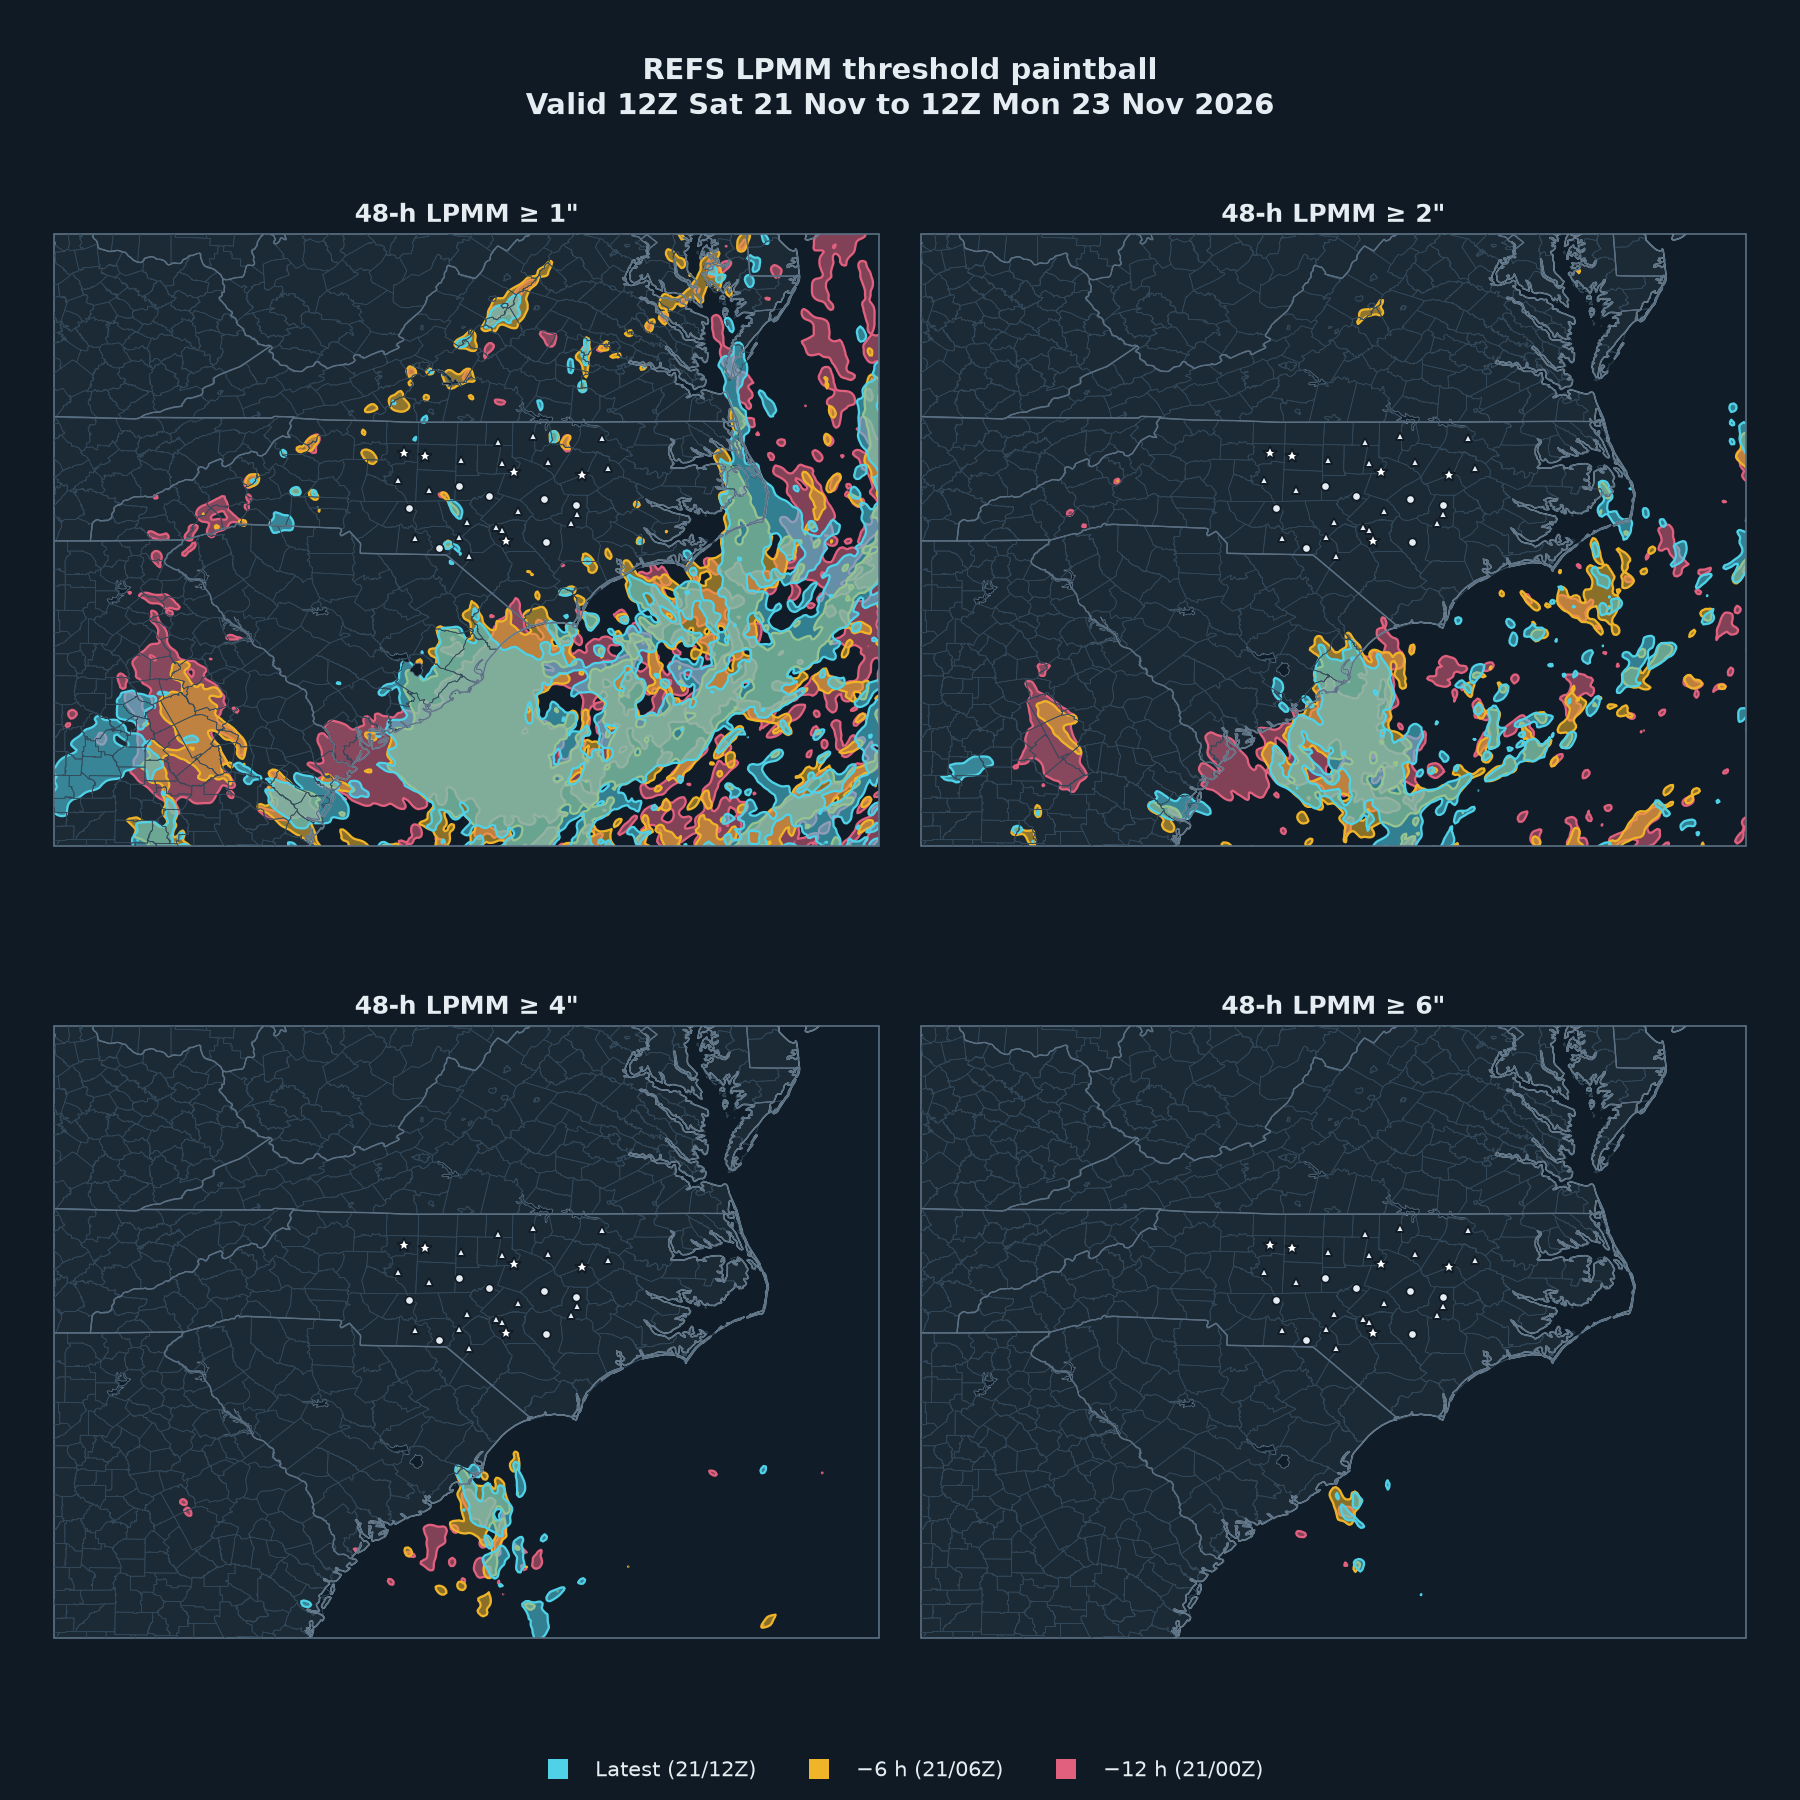 REFS LPMM threshold paintball
Valid 12Z Sat 21 Nov to 12Z Mon 23 Nov 2026
48-h LPMM ≥ 1"
48-h LPMM ≥ 2"
48-h LPMM ≥ 4"
48-h LPMM ≥ 6"
Latest (21/12Z)
−6 h (21/06Z)
−12 h (21/00Z)